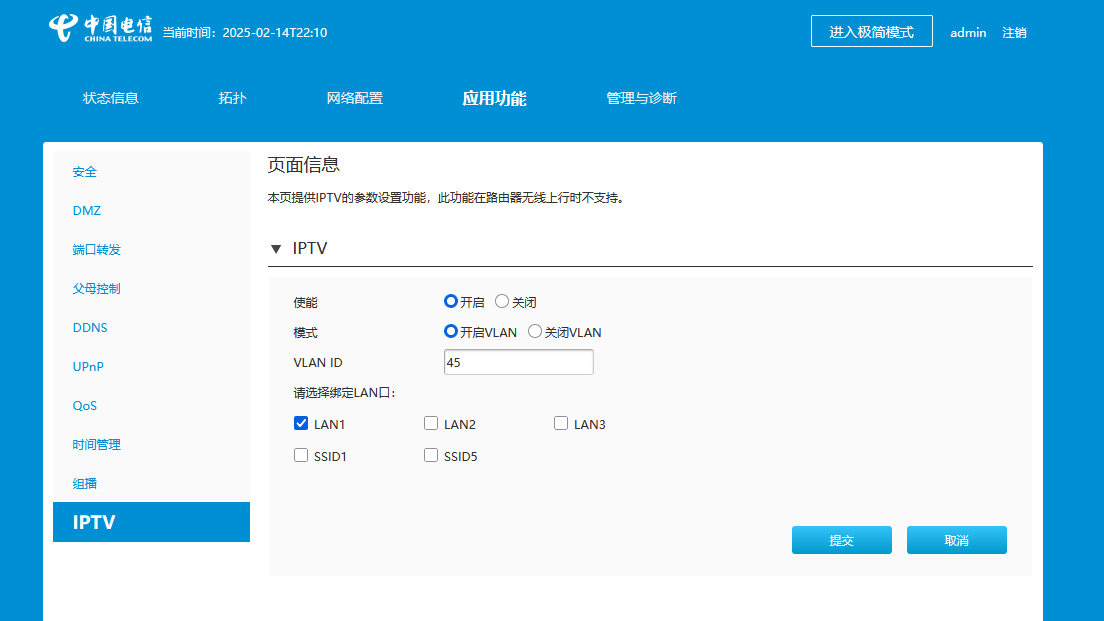 中国电信 CHINA TELECOM 当前时间：2025-02-14T22:10 进入极简模式 admin 注销
状态信息 拓扑 网络配置 应用功能 管理与诊断
安全
DMZ
端口转发
父母控制
DDNS
UPnP
QoS
时间管理
组播
IPTV
页面信息
本页提供IPTV的参数设置功能，此功能在路由器无线上行时不支持。
IPTV
使能 开启 关闭
模式 开启VLAN 关闭VLAN
VLAN ID 45
请选择绑定LAN口：
LAN1 LAN2 LAN3
SSID1 SSID5
提交 取消